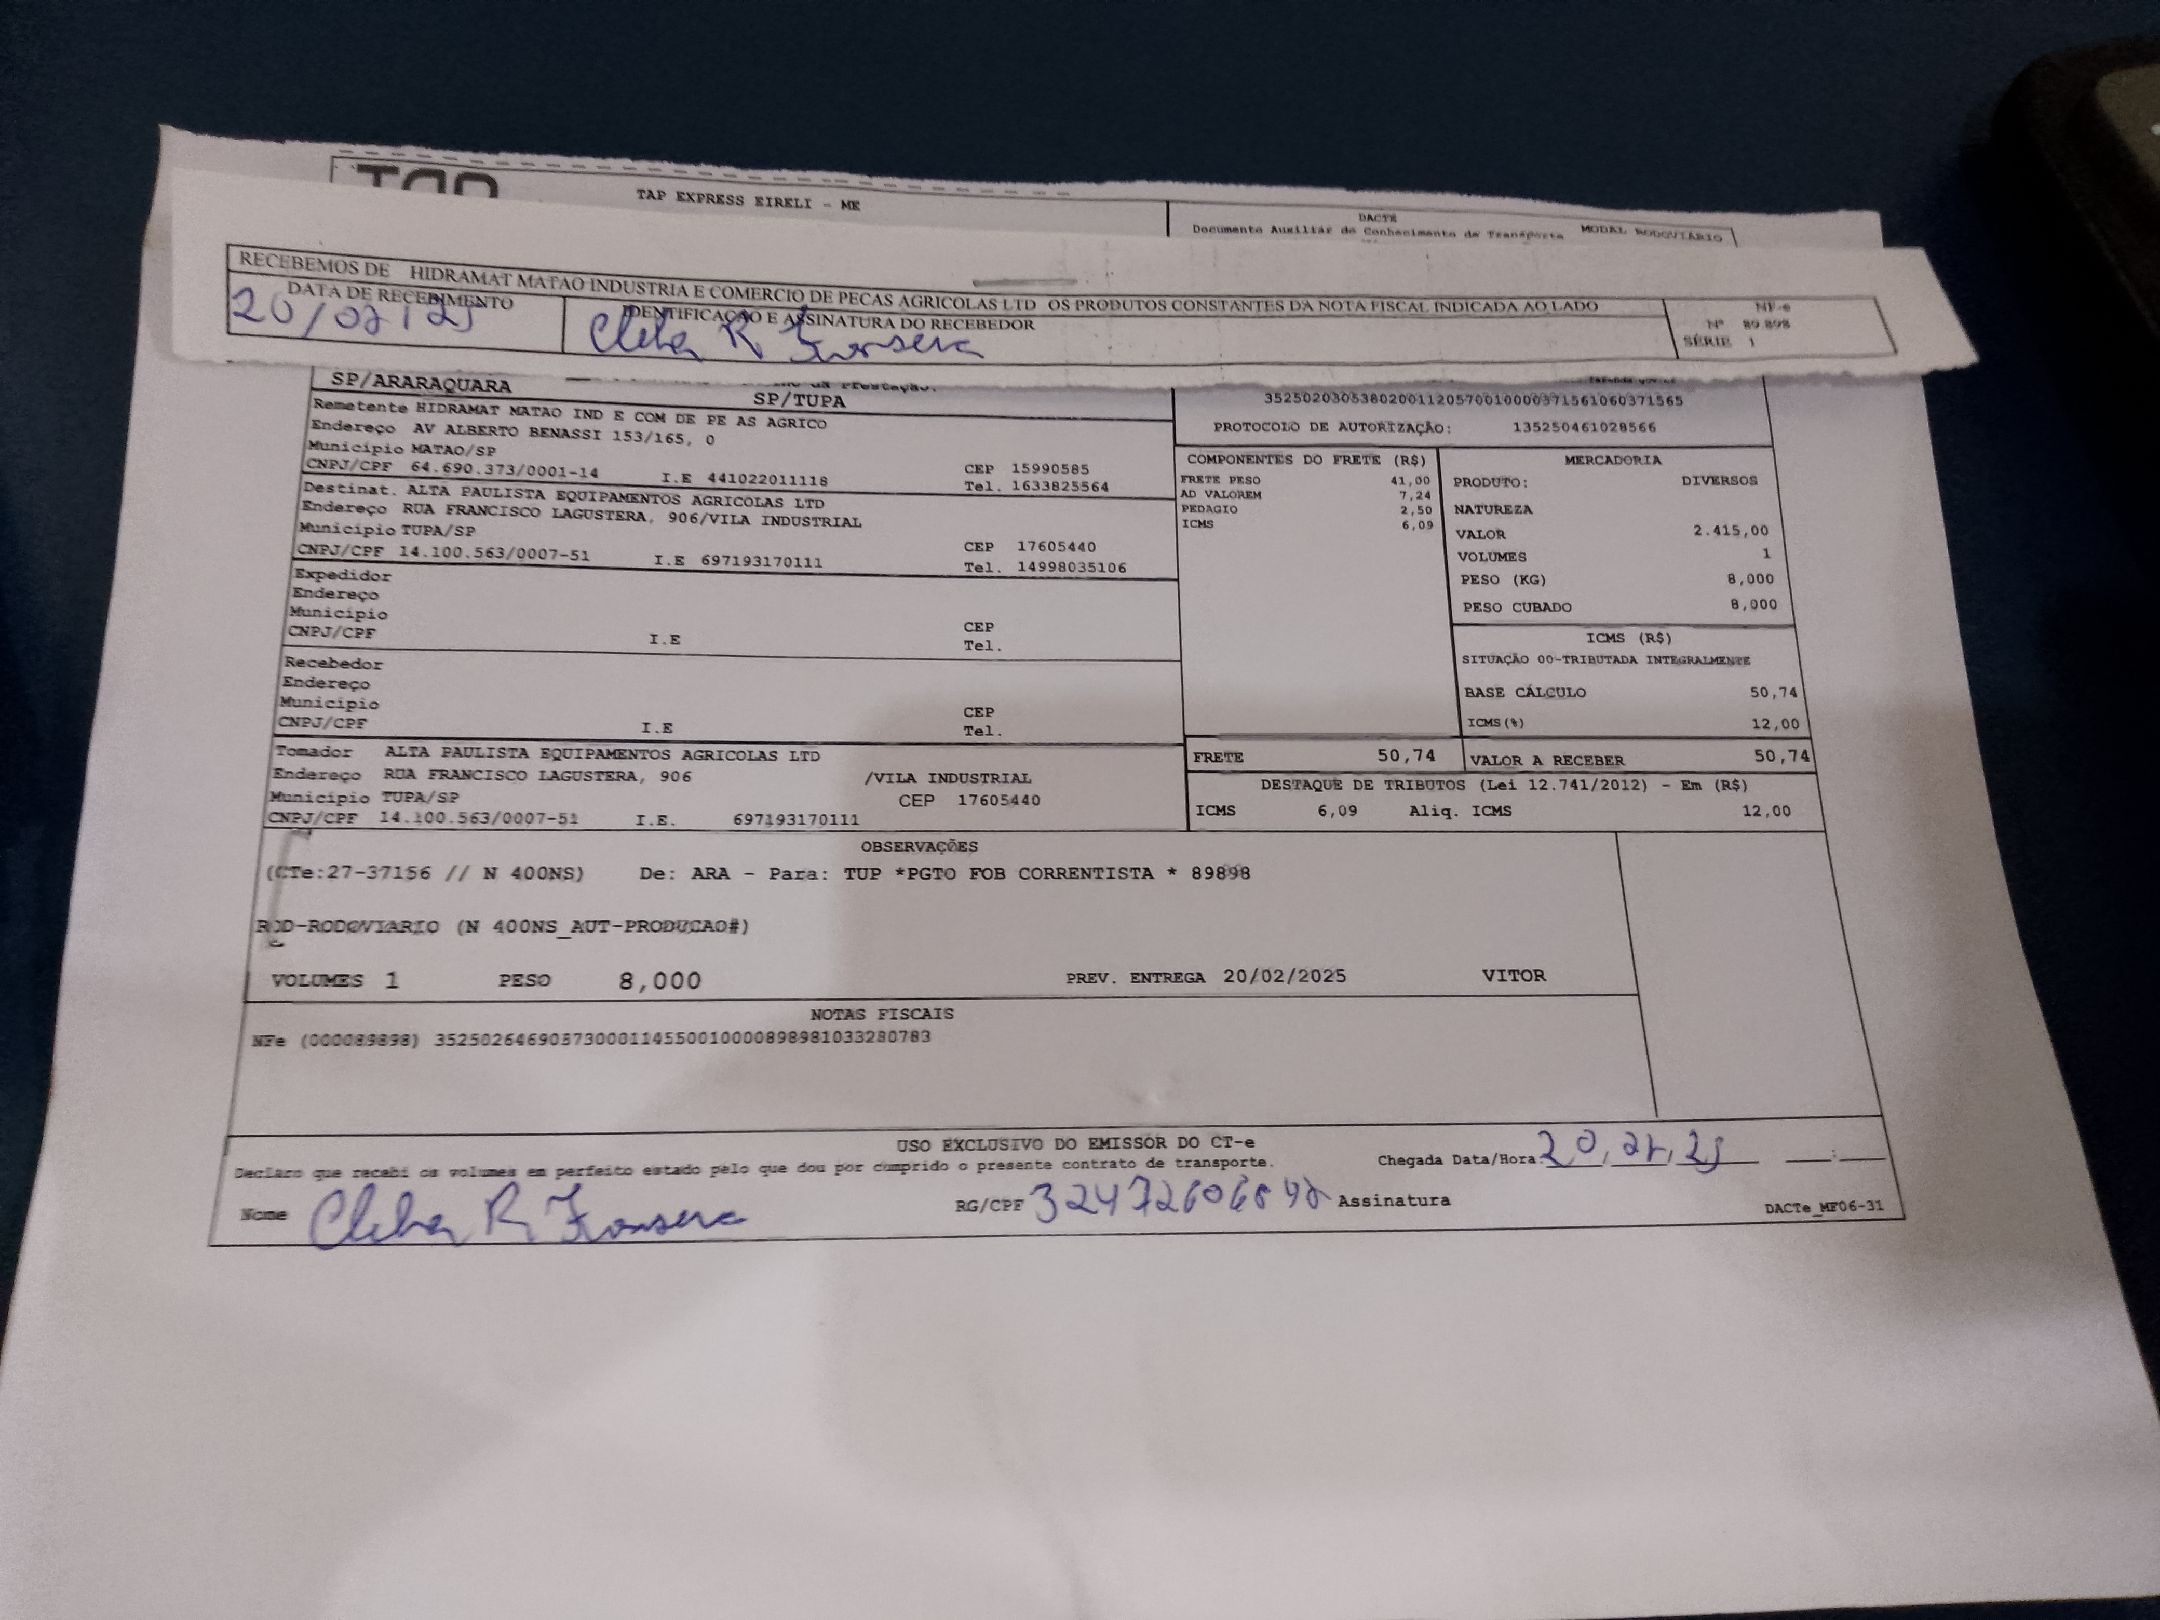 TAP EXPRESS EIRELI - ME
DACTE
Documento Auxiliar do Conhecimento de Transporte
MODAL RODOVIÁRIO
RECEBEMOS DE HIDRAMAT MATAO INDUSTRIA E COMERCIO DE PECAS AGRICOLAS LTD OS PRODUTOS CONSTANTES DA NOTA FISCAL INDICADA AO LADO
DATA DE RECEBIMENTO
20/02/25
IDENTIFICAÇÃO E ASSINATURA DO RECEBEDOR
Cleber R Fonseca
NF-e
Nº 89.898
SÉRIE 1
SP/ARARAQUARA
SP/TUPA
Remetente HIDRAMAT MATAO IND E COM DE PE AS AGRICO
Endereço AV ALBERTO BENASSI 153/165, 0
Município MATAO/SP
CEP 15990585
CNPJ/CPF 64.690.373/0001-14 I.E 441022011118 Tel. 1633825564
Destinat. ALTA PAULISTA EQUIPAMENTOS AGRICOLAS LTD
Endereço RUA FRANCISCO LAGUSTERA, 906/VILA INDUSTRIAL
Município TUPA/SP
CEP 17605440
CNPJ/CPF 14.100.563/0007-51 I.E 697193170111 Tel. 14998035106
Expedidor
Endereço
Município
CEP
CNPJ/CPF I.E Tel.
Recebedor
Endereço
Município
CEP
CNPJ/CPF I.E Tel.
Tomador ALTA PAULISTA EQUIPAMENTOS AGRICOLAS LTD
Endereço RUA FRANCISCO LAGUSTERA, 906 /VILA INDUSTRIAL
Município TUPA/SP CEP 17605440
CNPJ/CPF 14.100.563/0007-51 I.E. 697193170111
35250203053802001120570010000371561060371565
PROTOCOLO DE AUTORIZAÇÃO: 135250461028566
COMPONENTES DO FRETE (R$)
FRETE PESO 41,00
AD VALOREM 7,24
PEDAGIO 2,50
ICMS 6,09
MERCADORIA
PRODUTO: DIVERSOS
NATUREZA
VALOR 2.415,00
VOLUMES 1
PESO (KG) 8,000
PESO CUBADO 8,000
ICMS (R$)
SITUAÇÃO 00-TRIBUTADA INTEGRALMENTE
BASE CÁLCULO 50,74
ICMS(%) 12,00
FRETE 50,74
VALOR A RECEBER 50,74
DESTAQUE DE TRIBUTOS (Lei 12.741/2012) - Em (R$)
ICMS 6,09 Aliq. ICMS 12,00
OBSERVAÇÕES
(CTe:27-37156 // N 400NS) De: ARA - Para: TUP *PGTO FOB CORRENTISTA * 89898
ROD-RODOVIARIO (N 400NS_AUT-PRODUCAO#)
VOLUMES 1 PESO 8,000 PREV. ENTREGA 20/02/2025 VITOR
NOTAS FISCAIS
NFe (000089898) 35250264690373000114550010000898981033280783
USO EXCLUSIVO DO EMISSOR DO CT-e
Declaro que recebi os volumes em perfeito estado pelo que dou por cumprido o presente contrato de transporte.
Chegada Data/Hora:
Nome Cleber R Fonseca
RG/CPF
Assinatura
DACTe_MF06-31